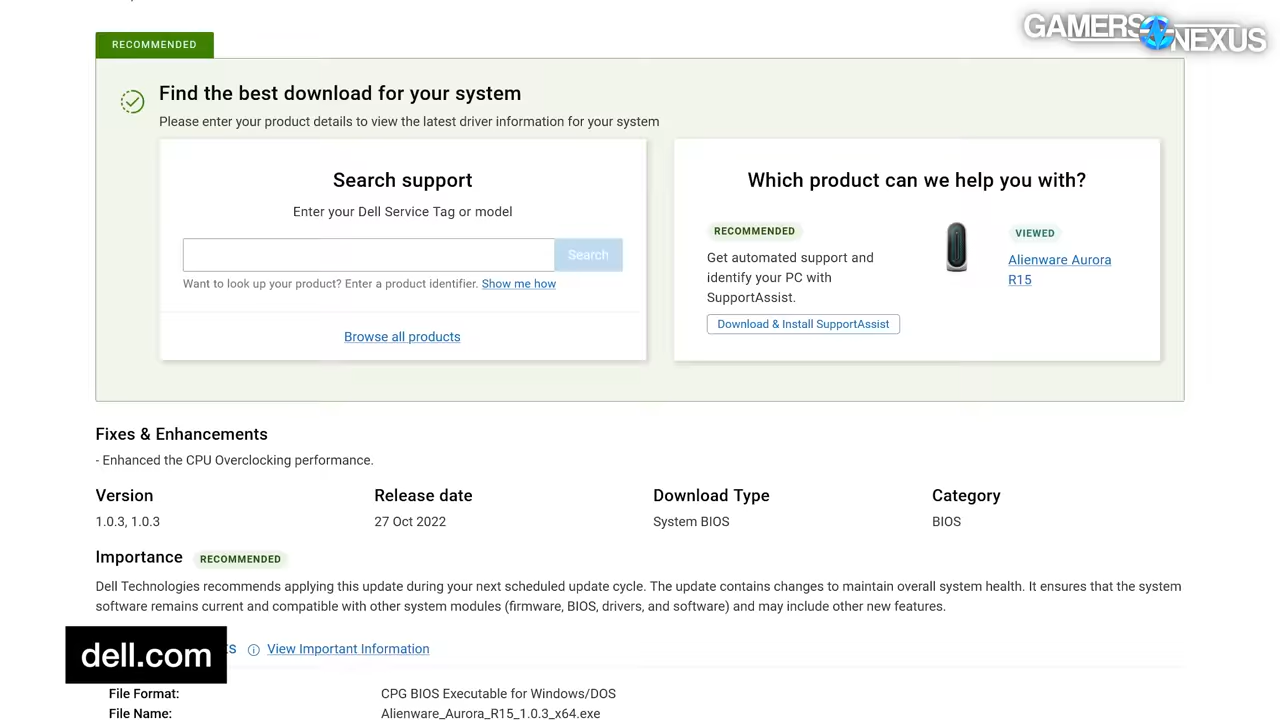 GAMERS NEXUS
RECOMMENDED
Find the best download for your system
Please enter your product details to view the latest driver information for your system
Search support
Enter your Dell Service Tag or model
Search
Want to look up your product? Enter a product identifier. Show me how
Browse all products
Which product can we help you with?
RECOMMENDED
Get automated support and
identify your PC with
SupportAssist.
Download & Install SupportAssist
VIEWED
Alienware Aurora
R15
Fixes & Enhancements
- Enhanced the CPU Overclocking performance.
Version
1.0.3, 1.0.3
Release date
27 Oct 2022
Download Type
System BIOS
Category
BIOS
Importance RECOMMENDED
Dell Technologies recommends applying this update during your next scheduled update cycle. The update contains changes to maintain overall system health. It ensures that the system
software remains current and compatible with other system modules (firmware, BIOS, drivers, and software) and may include other new features.
View Important Information
dell.com
File Format: CPG BIOS Executable for Windows/DOS
File Name: Alienware_Aurora_R15_1.0.3_x64.exe